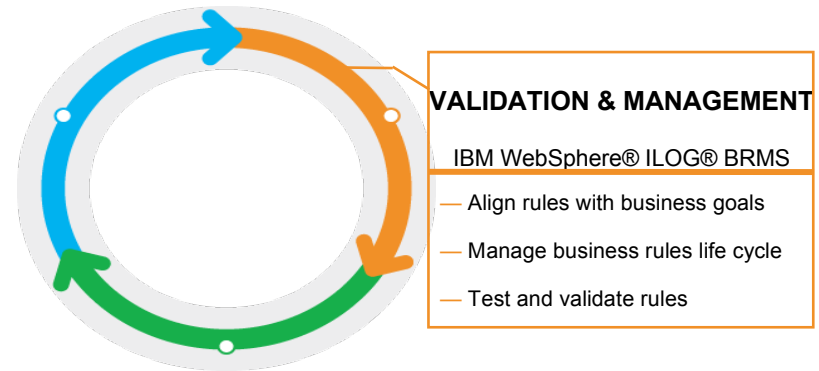 VALIDATION & MANAGEMENT
IBM WebSphere® ILOG® BRMS
— Align rules with business goals
— Manage business rules life cycle
— Test and validate rules